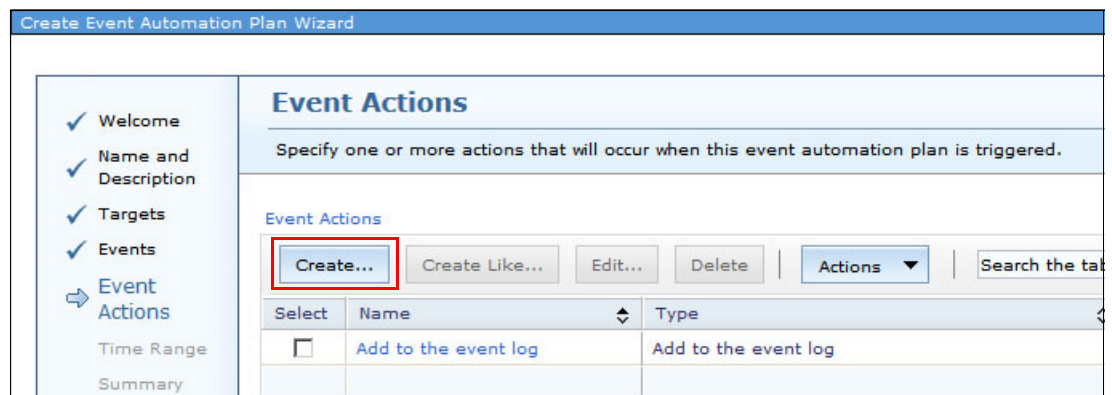 Create Event Automation Plan Wizard
Welcome
Name and
Description
Targets
Events
Event
Actions
Time Range
Summary
Event Actions
Specify one or more actions that will occur when this event automation plan is triggered.
Event Actions
Create... Create Like... Edit... Delete Actions Search the tab
Select Name Type
Add to the event log Add to the event log